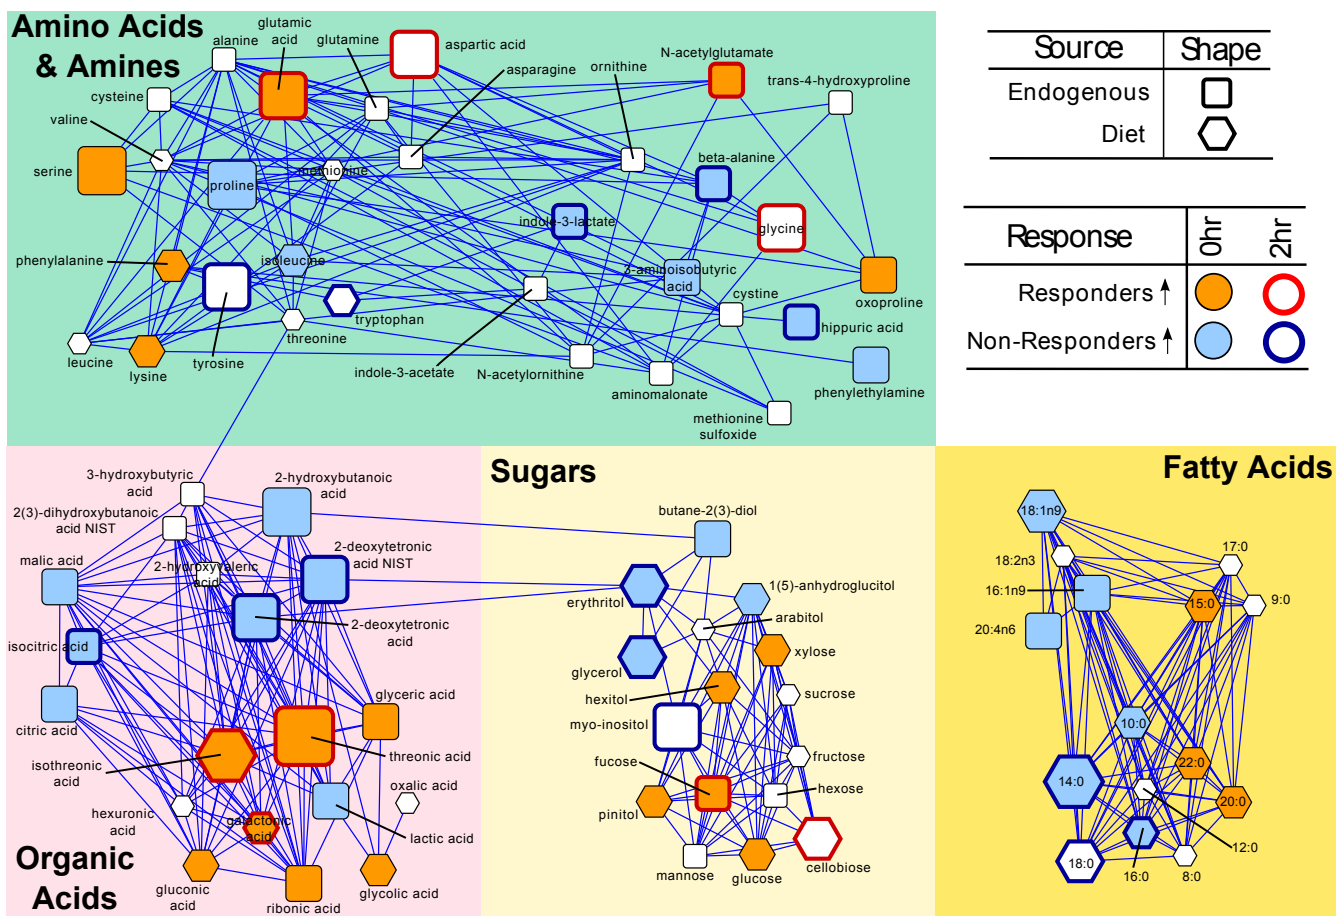 Amino Acids
& Amines
alanine
glutamic
acid
glutamine
aspartic acid
asparagine
ornithine
N-acetylglutamate
trans-4-hydroxyproline
cysteine
valine
serine
proline
methionine
beta-alanine
indole-3-lactate
glycine
phenylalanine
isoleucine
3-aminoisobutyric
acid
oxoproline
tryptophan
cystine
hippuric acid
threonine
leucine
lysine
tyrosine
indole-3-acetate
N-acetylornithine
aminomalonate
phenylethylamine
methionine
sulfoxide
Source
Shape
Endogenous
Diet
Response
0hr
2hr
Responders ↑
Non-Responders ↑
3-hydroxybutyric
acid
2-hydroxybutanoic
acid
2(3)-dihydroxybutanoic
acid NIST
malic acid
2-hydroxyvaleric
acid
2-deoxytetronic
acid NIST
2-deoxytetronic
acid
isocitric acid
citric acid
glyceric acid
isothreonic
acid
threonic acid
hexuronic
acid
galactonic
acid
oxalic acid
lactic acid
gluconic
acid
ribonic acid
glycolic acid
Organic
Acids
Sugars
butane-2(3)-diol
erythritol
1(5)-anhydroglucitol
arabitol
glycerol
xylose
hexitol
sucrose
myo-inositol
fructose
fucose
hexose
pinitol
mannose
glucose
cellobiose
Fatty Acids
18:1n9
18:2n3
17:0
16:1n9
15:0
9:0
20:4n6
10:0
22:0
14:0
20:0
12:0
18:0
16:0
8:0